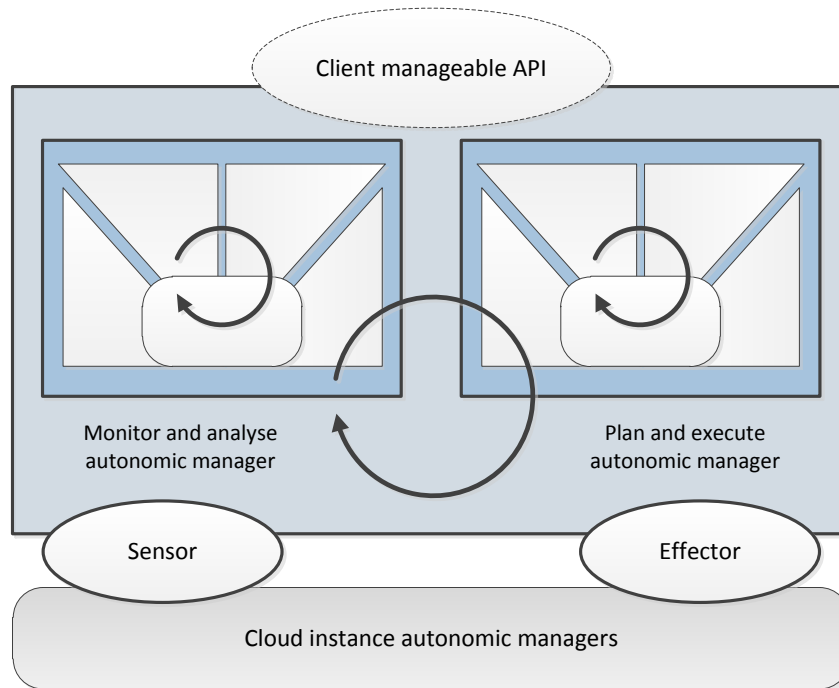 Client manageable API
Monitor and analyse
autonomic manager
Plan and execute
autonomic manager
Sensor
Effector
Cloud instance autonomic managers